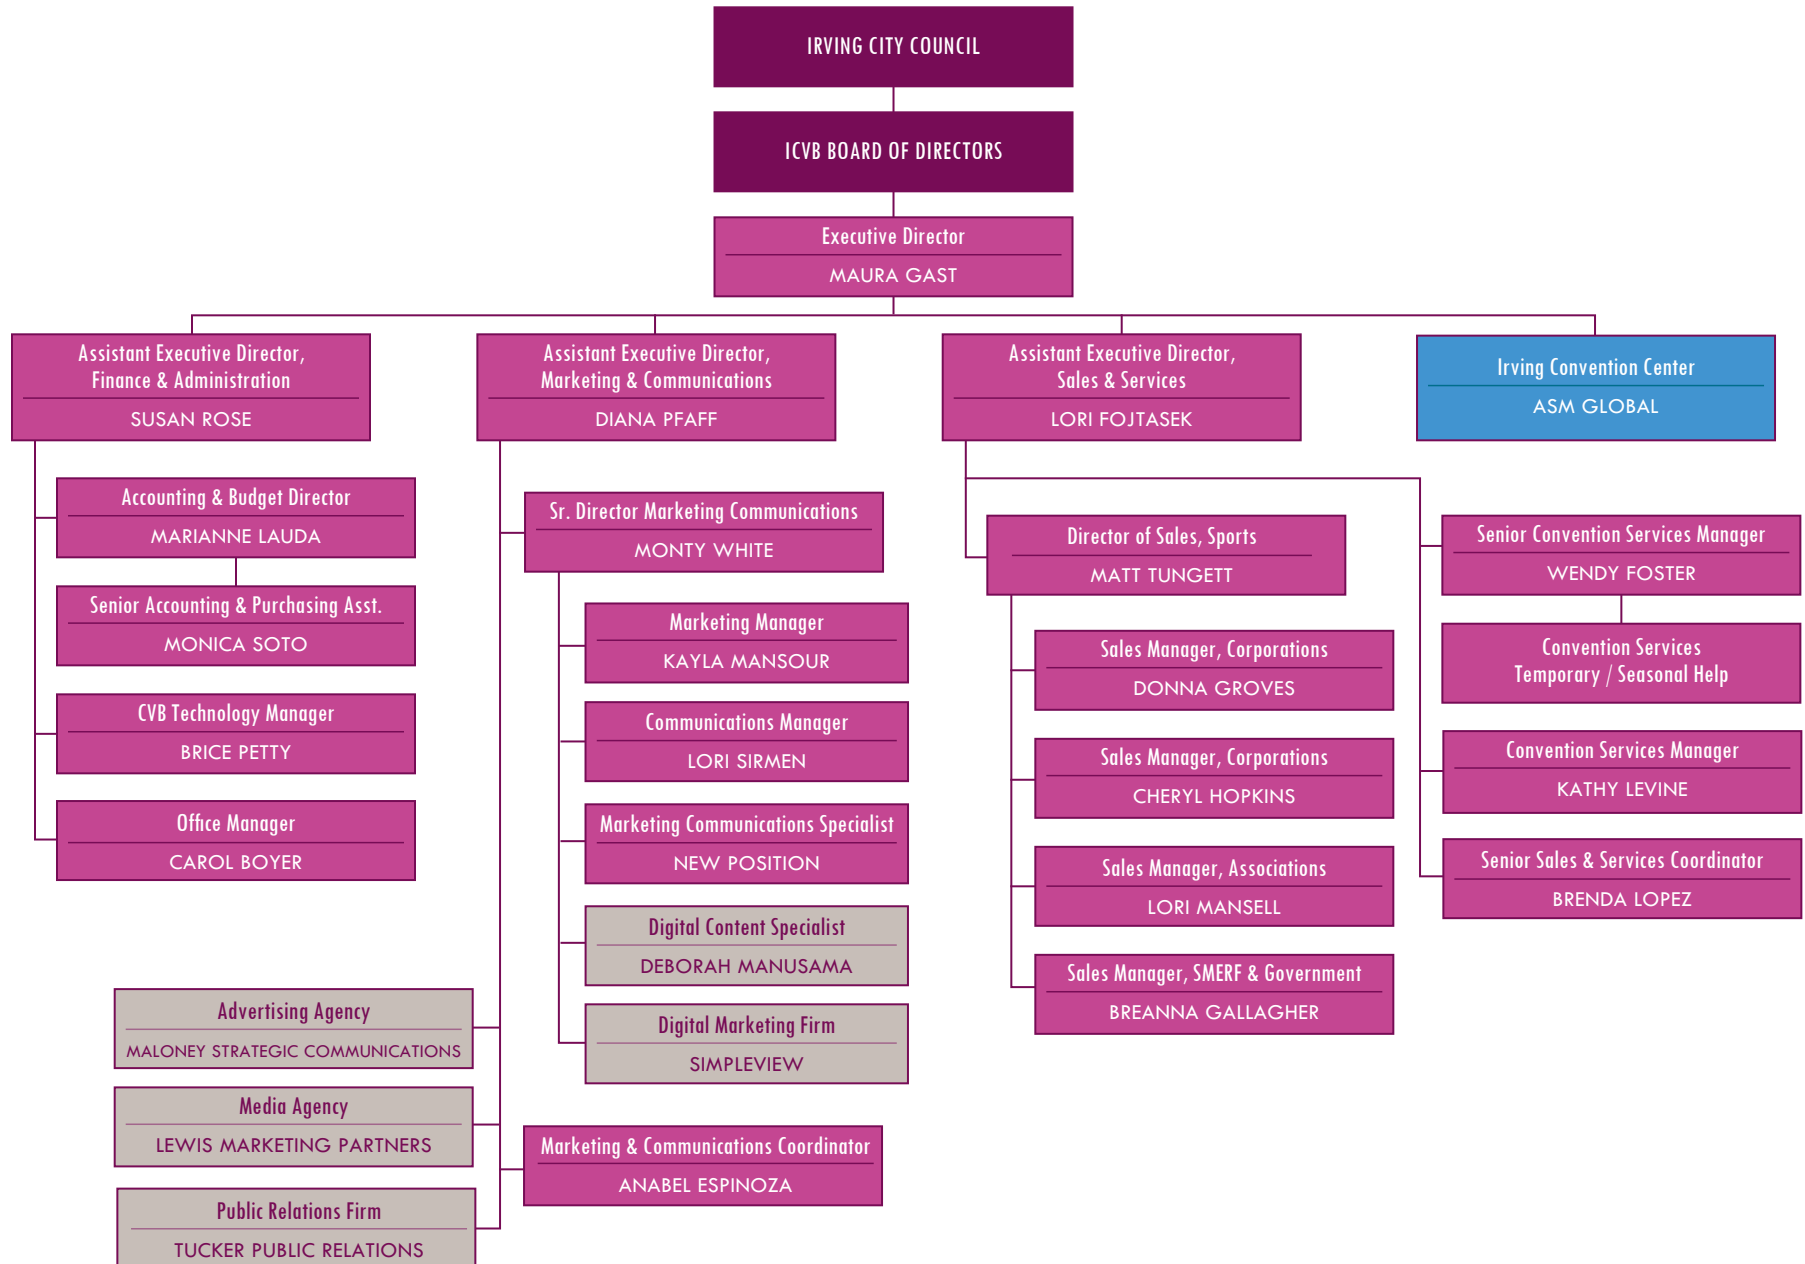 IRVING CITY COUNCIL
ICVB BOARD OF DIRECTORS
Executive Director
MAURA GAST
Assistant Executive Director,
Finance & Administration
SUSAN ROSE
Accounting & Budget Director
MARIANNE LAUDA
Senior Accounting & Purchasing Asst.
MONICA SOTO
CVB Technology Manager
BRICE PETTY
Office Manager
CAROL BOYER
Assistant Executive Director,
Marketing & Communications
DIANA PFAFF
Sr. Director Marketing Communications
MONTY WHITE
Marketing Manager
KAYLA MANSOUR
Communications Manager
LORI SIRMEN
Marketing Communications Specialist
NEW POSITION
Digital Content Specialist
DEBORAH MANUSAMA
Digital Marketing Firm
SIMPLEVIEW
Advertising Agency
MALONEY STRATEGIC COMMUNICATIONS
Media Agency
LEWIS MARKETING PARTNERS
Marketing & Communications Coordinator
ANABEL ESPINOZA
Public Relations Firm
TUCKER PUBLIC RELATIONS
Assistant Executive Director,
Sales & Services
LORI FOJTASEK
Director of Sales, Sports
MATT TUNGETT
Sales Manager, Corporations
DONNA GROVES
Sales Manager, Corporations
CHERYL HOPKINS
Sales Manager, Associations
LORI MANSELL
Sales Manager, SMERF & Government
BREANNA GALLAGHER
Senior Convention Services Manager
WENDY FOSTER
Convention Services
Temporary / Seasonal Help
Convention Services Manager
KATHY LEVINE
Senior Sales & Services Coordinator
BRENDA LOPEZ
Irving Convention Center
ASM GLOBAL